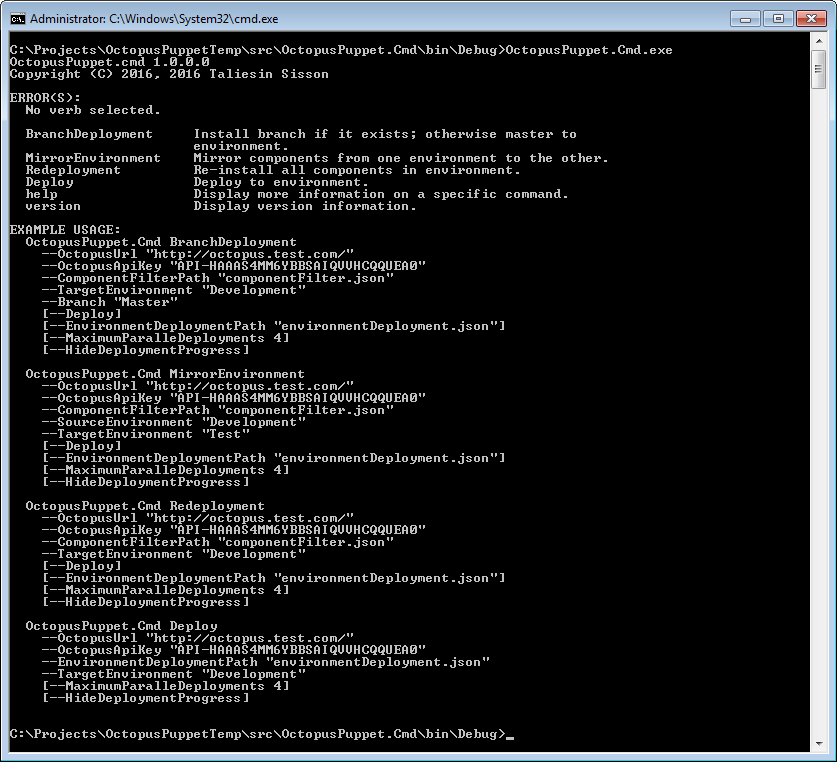 Administrator: C:\Windows\System32\cmd.exe
C:\Projects\OctopusPuppetTemp\src\OctopusPuppet.Cmd\bin\Debug>OctopusPuppet.Cmd.exe
OctopusPuppet.cmd 1.0.0.0
Copyright (C) 2016, 2016 Taliesin Sisson
ERROR(S):
No verb selected.
BranchDeployment Install branch if it exists; otherwise master to
environment.
MirrorEnvironment Mirror components from one environment to the other.
Redeployment Re-install all components in environment.
Deploy Deploy to environment.
help Display more information on a specific command.
version Display version information.
EXAMPLE USAGE:
OctopusPuppet.Cmd BranchDeployment
--OctopusUrl "http://octopus.test.com/"
--OctopusApiKey "API-HAAAS4MM6YBBSAIQVVHCQQUEA0"
--ComponentFilterPath "componentFilter.json"
--TargetEnvironment "Development"
--Branch "Master"
[--Deploy]
[--EnvironmentDeploymentPath "environmentDeployment.json"]
[--MaximumParalleDeployments 4]
[--HideDeploymentProgress]
OctopusPuppet.Cmd MirrorEnvironment
--OctopusUrl "http://octopus.test.com/"
--OctopusApiKey "API-HAAAS4MM6YBBSAIQVVHCQQUEA0"
--ComponentFilterPath "componentFilter.json"
--SourceEnvironment "Development"
--TargetEnvironment "Test"
[--Deploy]
[--EnvironmentDeploymentPath "environmentDeployment.json"]
[--MaximumParalleDeployments 4]
[--HideDeploymentProgress]
OctopusPuppet.Cmd Redeployment
--OctopusUrl "http://octopus.test.com/"
--OctopusApiKey "API-HAAAS4MM6YBBSAIQVVHCQQUEA0"
--ComponentFilterPath "componentFilter.json"
--TargetEnvironment "Development"
[--Deploy]
[--EnvironmentDeploymentPath "environmentDeployment.json"]
[--MaximumParalleDeployments 4]
[--HideDeploymentProgress]
OctopusPuppet.Cmd Deploy
--OctopusUrl "http://octopus.test.com/"
--OctopusApiKey "API-HAAAS4MM6YBBSAIQVVHCQQUEA0"
--EnvironmentDeploymentPath "environmentDeployment.json"
--TargetEnvironment "Development"
[--MaximumParalleDeployments 4]
[--HideDeploymentProgress]
C:\Projects\OctopusPuppetTemp\src\OctopusPuppet.Cmd\bin\Debug>_